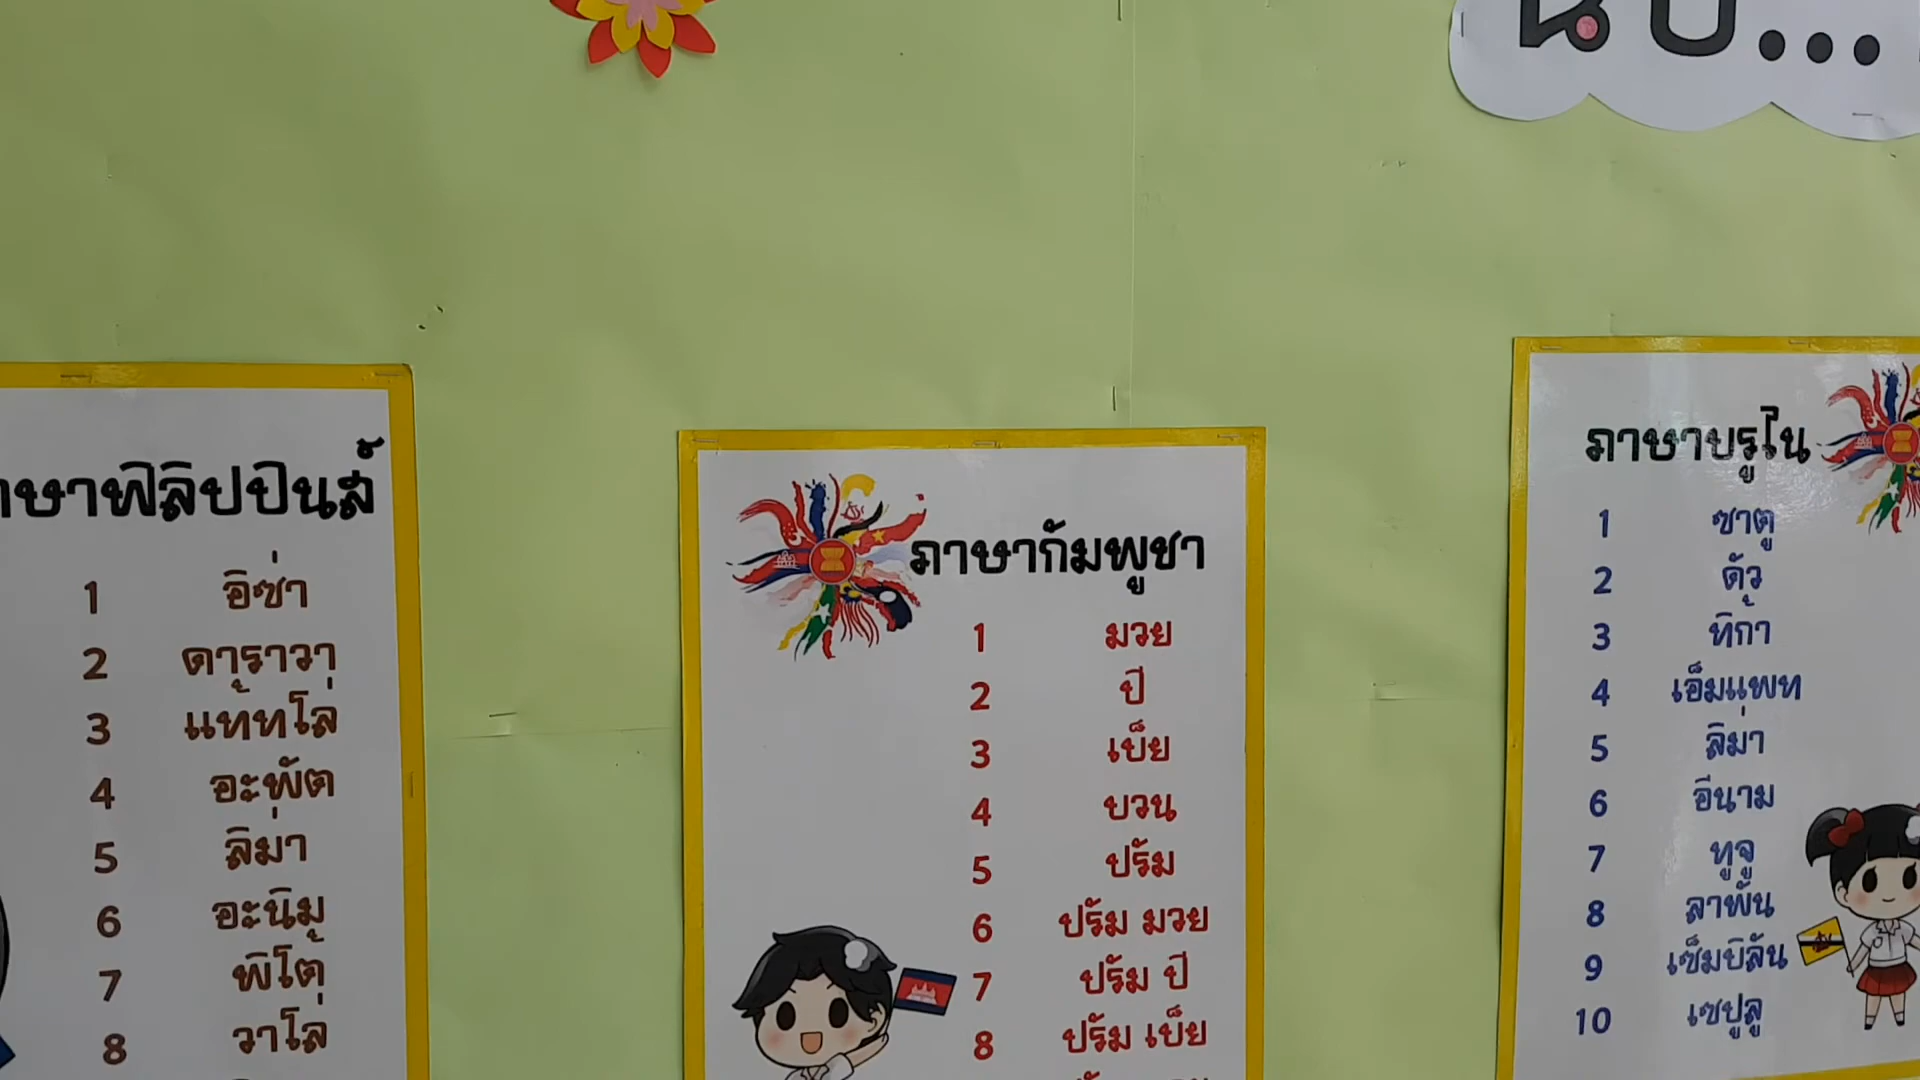 นับ...
ภาษาฟิลิปปินส์
1 อิซ่า
2 ดาราวา
3 แท้ทโล่
4 อะพัต
5 ลิม่า
6 อะนิม
7 พิโต้
8 วาโล่
ภาษากัมพูชา
1 มวย
2 ปี
3 เบ็ย
4 บวน
5 ปรัม
6 ปรัม มวย
7 ปรัม ปี
8 ปรัม เบ็ย
ภาษาบรูไน
1 ซาตู
2 ดัว
3 ทิก้า
4 เอ็มแพท
5 ลิม่า
6 อีนาม
7 ทูจู
8 ลาพัน
9 เซ็มบิลัน
10 เซปูลู